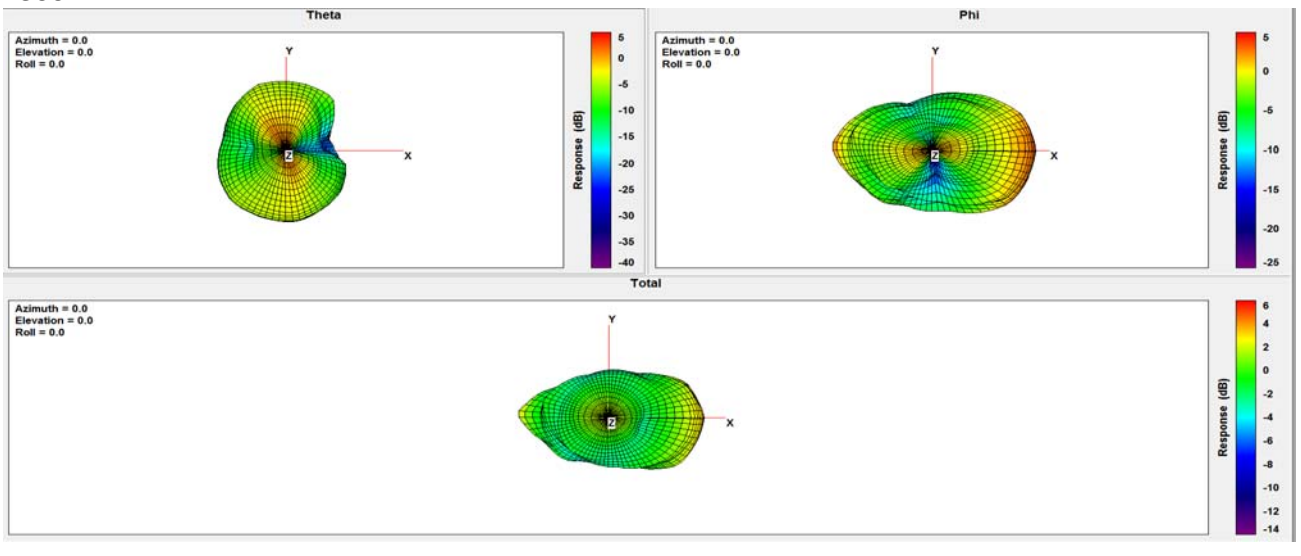 Theta
Azimuth = 0.0
Elevation = 0.0
Roll = 0.0
Y
Z
X
Response (dB)
5
0
-5
-10
-15
-20
-25
-30
-35
-40
Phi
Azimuth = 0.0
Elevation = 0.0
Roll = 0.0
Y
Z
X
Response (dB)
5
0
-5
-10
-15
-20
-25
Total
Azimuth = 0.0
Elevation = 0.0
Roll = 0.0
Y
Z
X
Response (dB)
6
4
2
0
-2
-4
-6
-8
-10
-12
-14